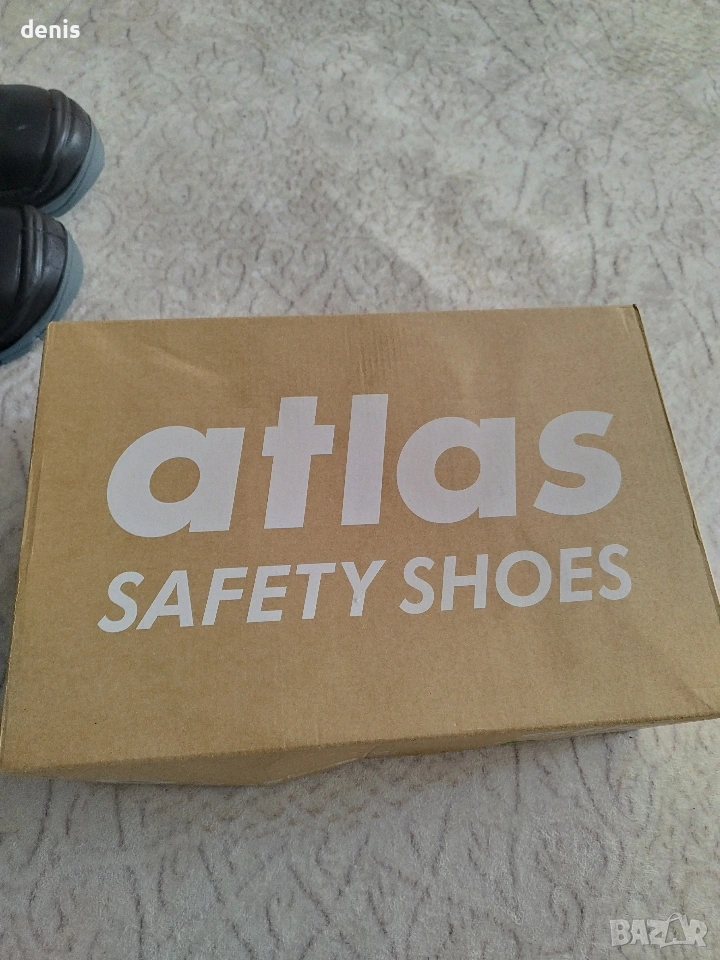 denis
atlas
SAFETY SHOES
BAZAR